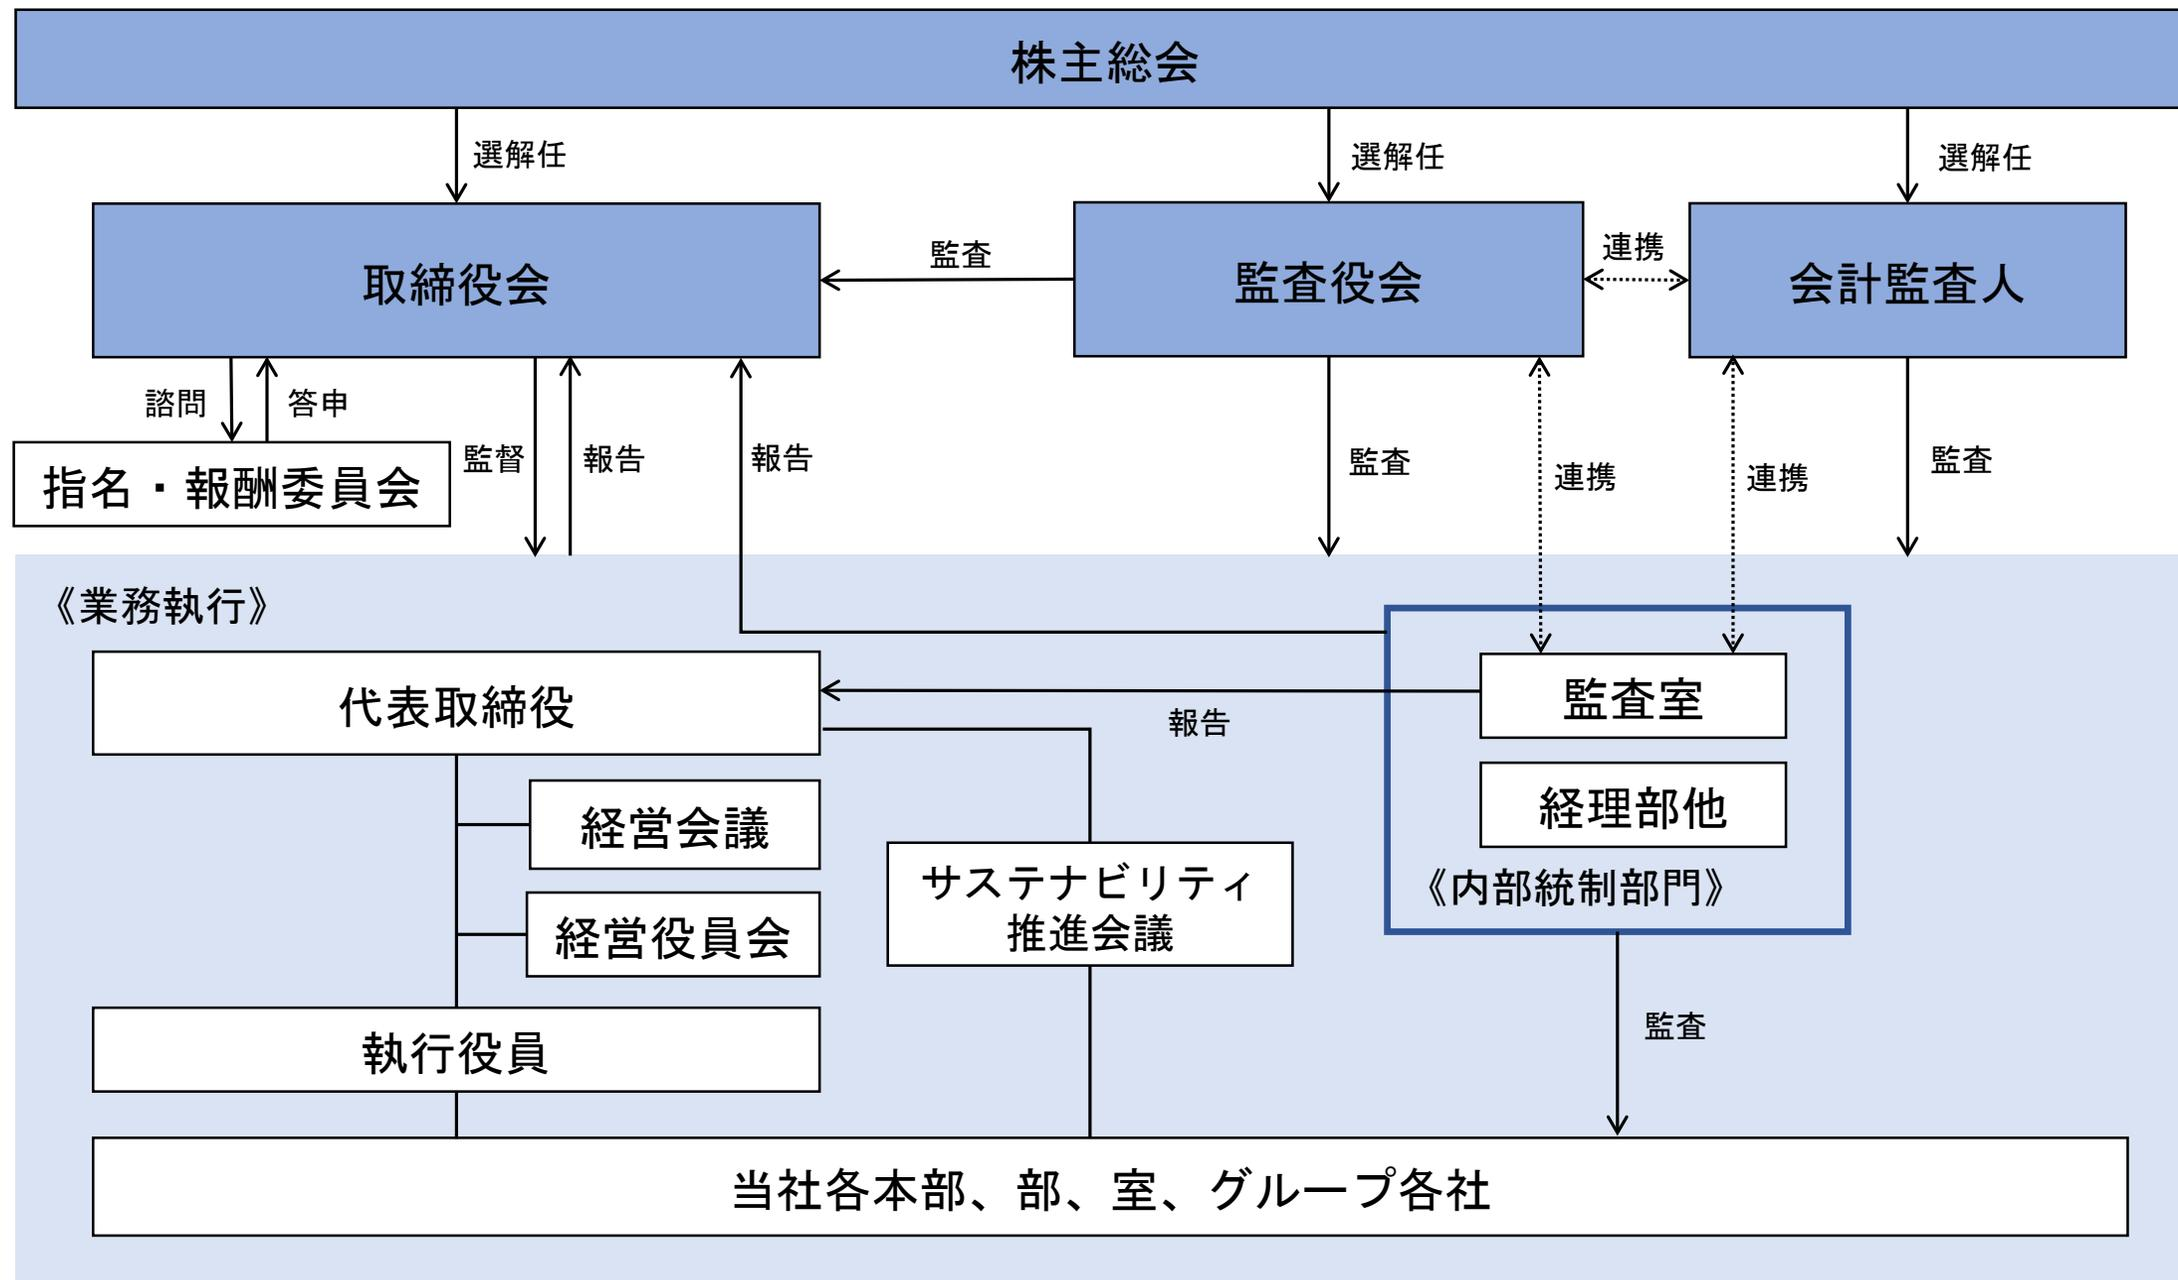 株主総会
選解任
選解任
選解任
取締役会
監査
監査役会
連携
会計監査人
諮問
答申
指名・報酬委員会
監督
報告
報告
監査
連携
連携
監査
《業務執行》
代表取締役
報告
監査室
経理部他
《内部統制部門》
経営会議
経営役員会
サステナビリティ
推進会議
執行役員
監査
当社各本部、部、室、グループ各社